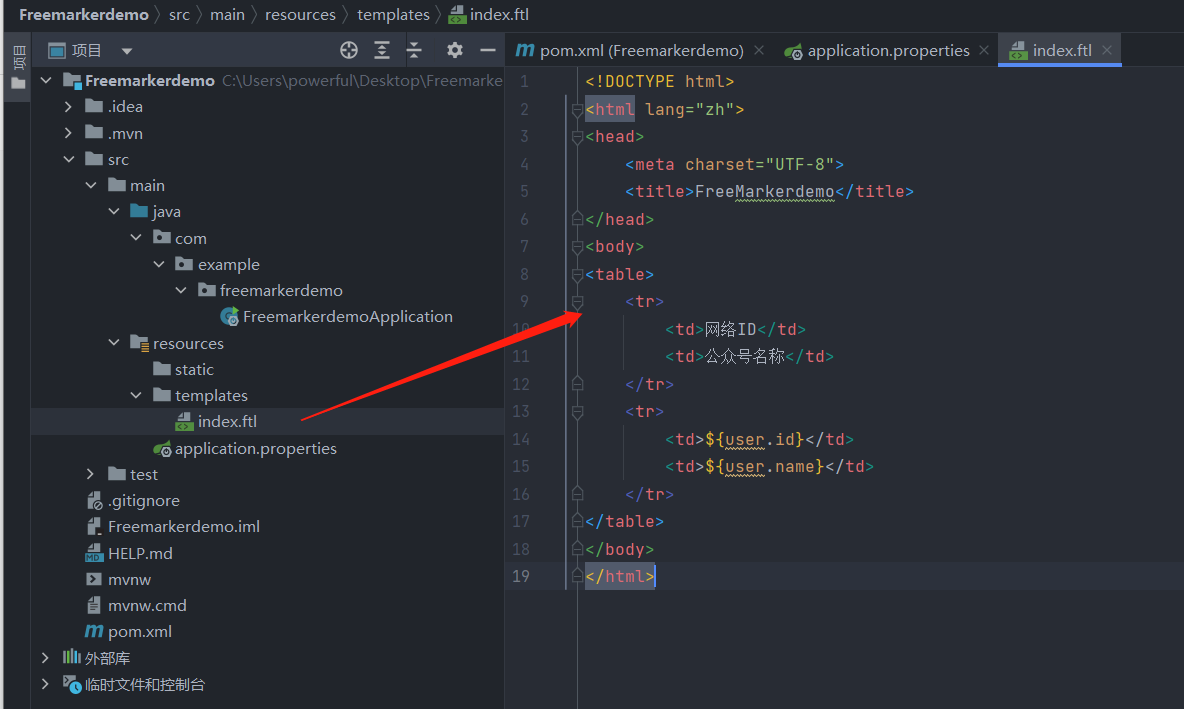 Freemarkerdemo src main resources templates index.ftl
项目
项目
pom.xml (Freemarkerdemo) application.properties index.ftl
Freemarkerdemo C:\Users\powerful\Desktop\Freemarke
.idea
.mvn
src
main
java
com
example
freemarkerdemo
FreemarkerdemoApplication
resources
static
templates
index.ftl
application.properties
test
.gitignore
Freemarkerdemo.iml
HELP.md
mvnw
mvnw.cmd
pom.xml
外部库
临时文件和控制台
1 <!DOCTYPE html>
2 <html lang="zh">
3 <head>
4 <meta charset="UTF-8">
5 <title>FreeMarkerdemo</title>
6 </head>
7 <body>
8 <table>
9 <tr>
10 <td>网络ID</td>
11 <td>公众号名称</td>
12 </tr>
13 <tr>
14 <td>${user.id}</td>
15 <td>${user.name}</td>
16 </tr>
17 </table>
18 </body>
19 </html>